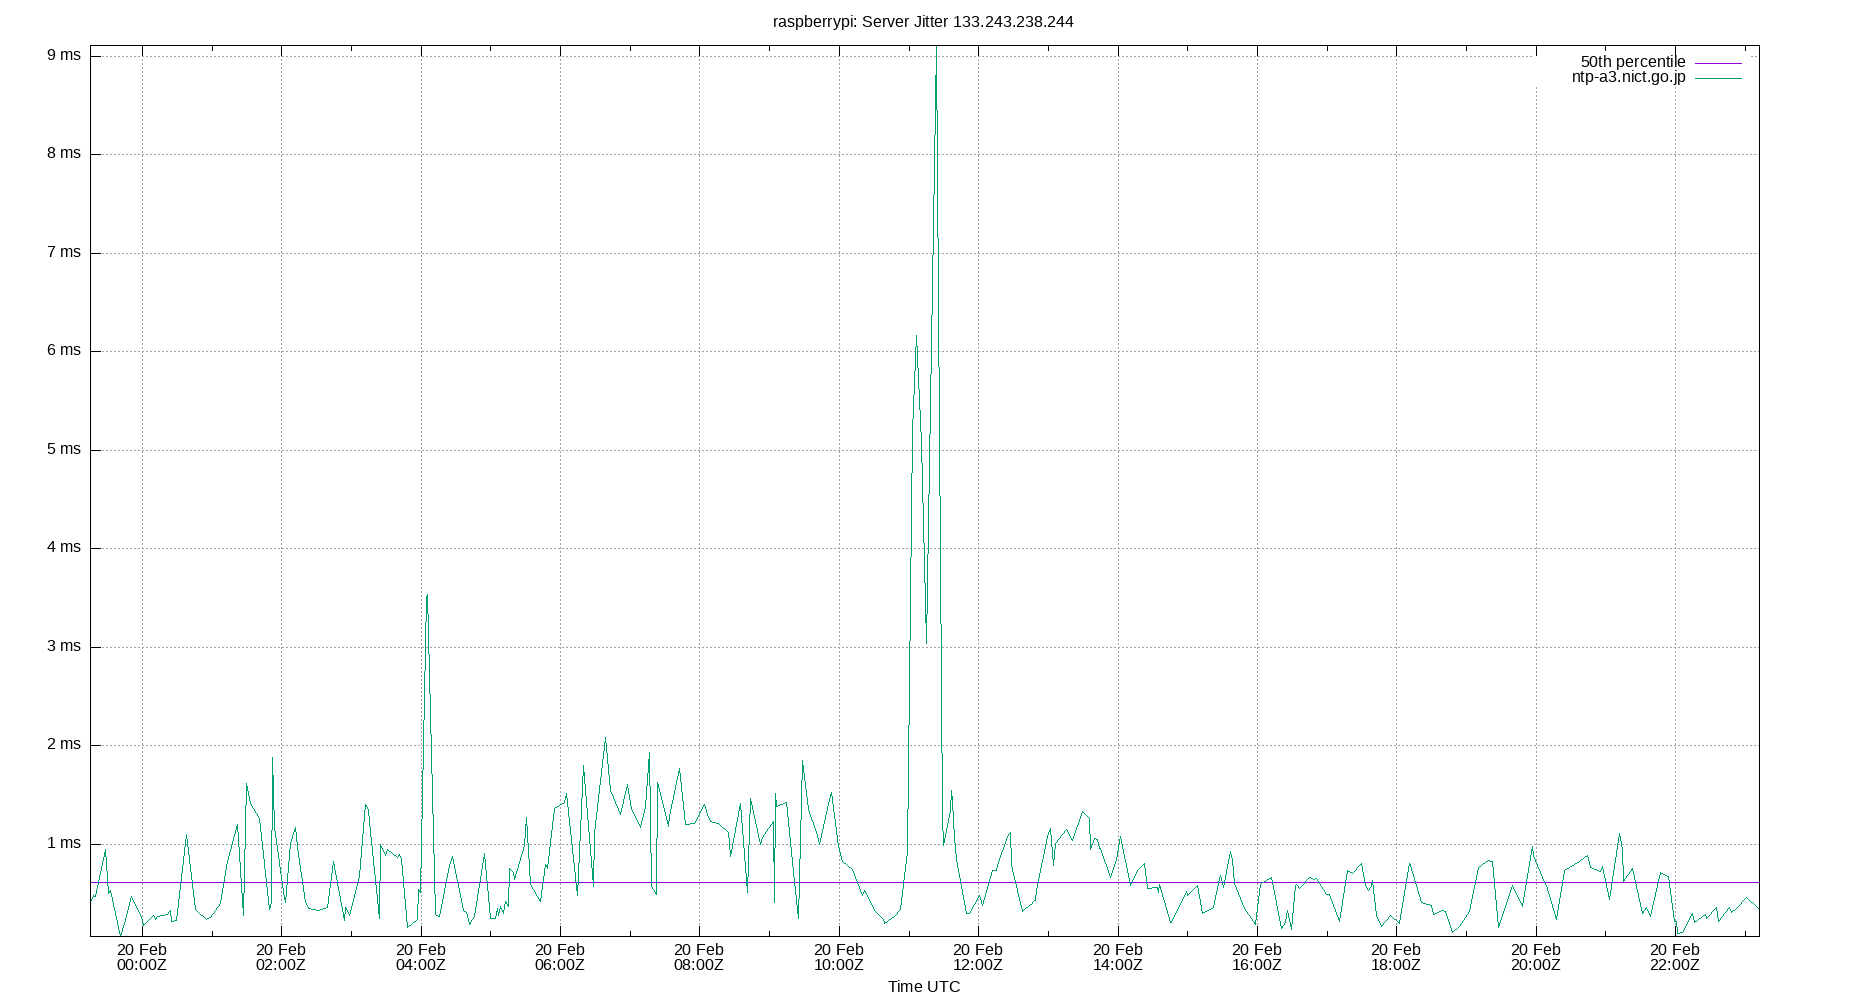 raspberrypi: Server Jitter 133.243.238.244
9 ms
8 ms
7 ms
6 ms
5 ms
4 ms
3 ms
2 ms
1 ms
50th percentile
ntp-a3.nict.go.jp
20 Feb 20 Feb 20 Feb 20 Feb 20 Feb 20 Feb 20 Feb 20 Feb 20 Feb 20 Feb 20 Feb 20 Feb
00:00Z 02:00Z 04:00Z 06:00Z 08:00Z 10:00Z 12:00Z 14:00Z 16:00Z 18:00Z 20:00Z 22:00Z
Time UTC